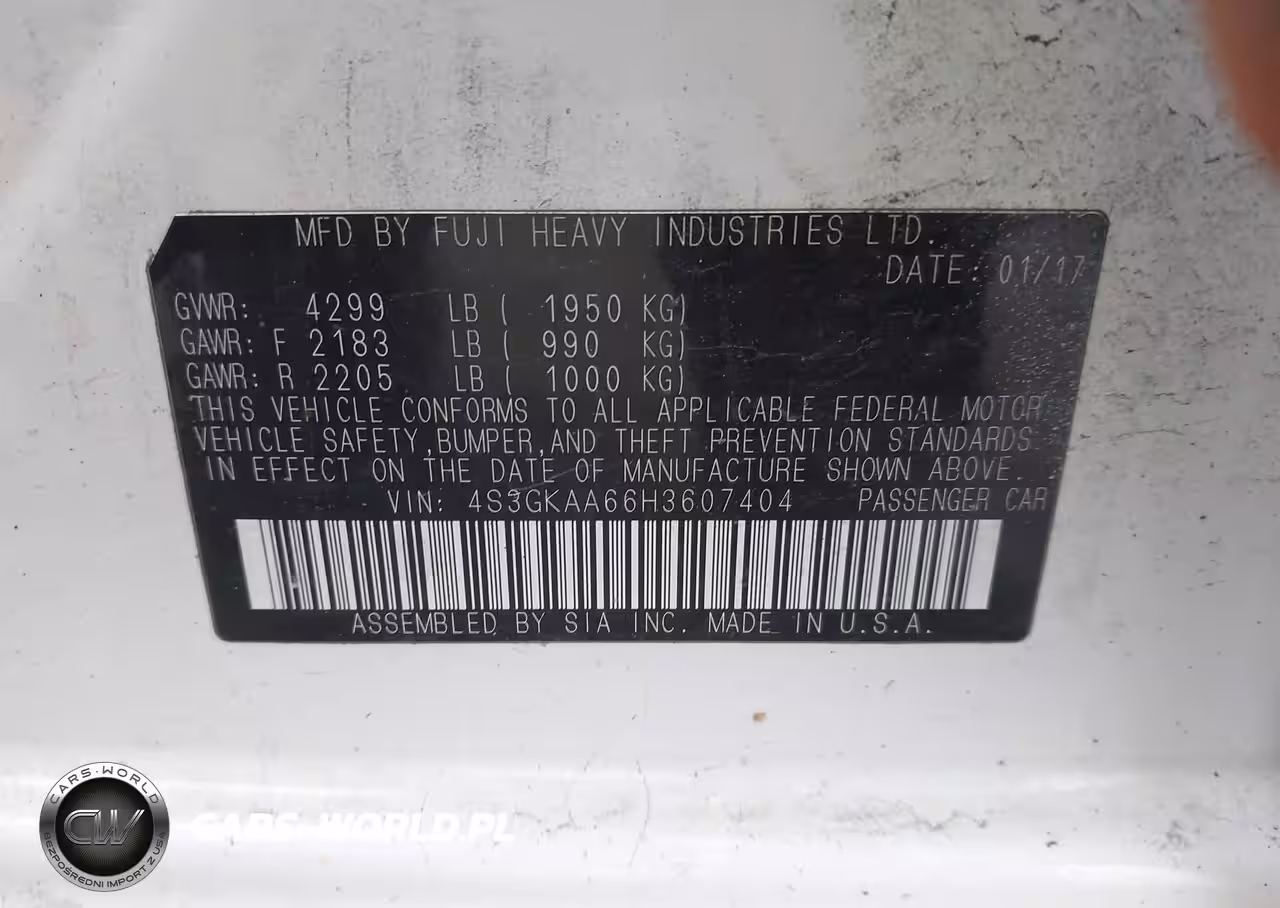 MFD BY FUJI HEAVY INDUSTRIES LTD.
DATE: 01/17
GVWR: 4299 LB ( 1950 KG)
GAWR: F 2183 LB ( 990 KG)
GAWR: R 2205 LB ( 1000 KG)
THIS VEHICLE CONFORMS TO ALL APPLICABLE FEDERAL MOTOR
VEHICLE SAFETY, BUMPER, AND THEFT PREVENTION STANDARDS
IN EFFECT ON THE DATE OF MANUFACTURE SHOWN ABOVE.
VIN: 4S3GKAA66H3607404 PASSENGER CAR
ASSEMBLED BY SIA INC. MADE IN U.S.A.
CARS-WORLD
CW
BEZPOŚREDNI IMPORT Z USA
CARS-WORLD.PL